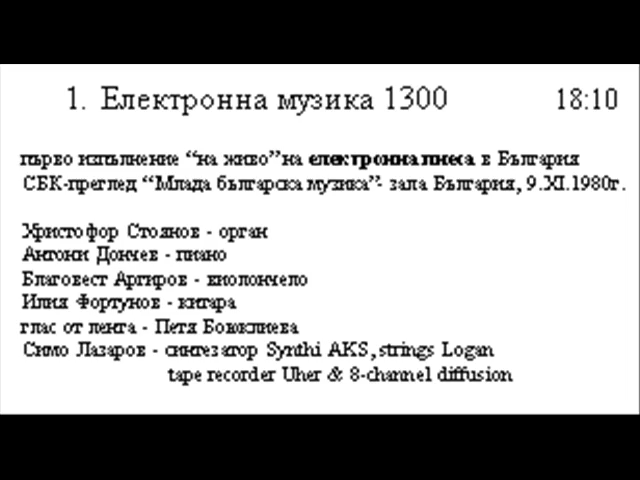 1. Електронна музика 1300 18:10
първо изпълнение “на живо” на електронна пиеса в България
СБК-преглед “Млада българска музика”- зала България, 9.XI.1980г.
Христофор Стоянов - орган
Антони Дончев - пиано
Благовест Аргиров - виолончело
Илия Фортунов - китара
глас от лента - Петя Бояклиева
Симо Лазаров - синтезатор Synthi AKS, strings Logan
tape recorder Uher & 8-channel diffusion